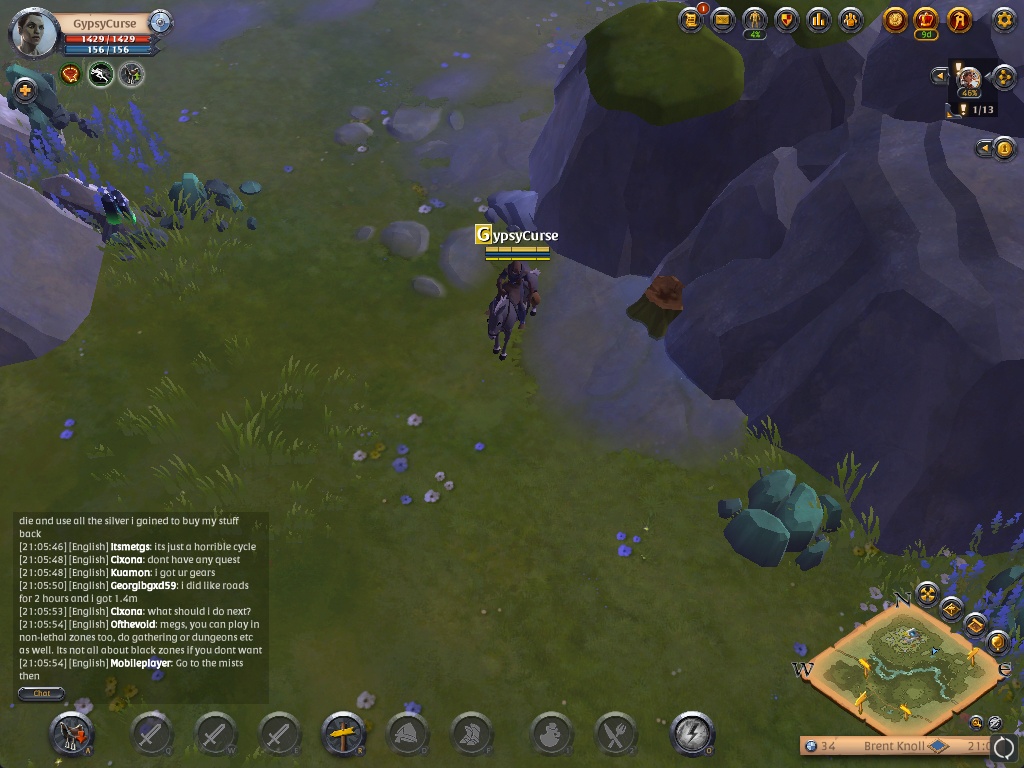 GypsyCurse
1429 / 1429
156 / 156
1
4%
9d
46%
1/13
GypsyCurse
die and use all the silver i gained to buy my stuff
back
[21:05:46] [English] Itsmetgs: its just a horrible cycle
[21:05:48] [English] Cixona: dont have any quest
[21:05:48] [English] Kuamon: i got ur gears
[21:05:50] [English] Georgibgxd59: i did like roads
for 2 hours and i got 1.4m
[21:05:53] [English] Cixona: what should i do next?
[21:05:54] [English] Ofthevold: megs, you can play in
non-lethal zones too, do gathering or dungeons etc
as well. Its not all about black zones if you dont want
[21:05:54] [English] Mobileplayer: Go to the mists
then
Chat
N
W
E
A
Q
W
E
R
D
F
34
Brent Knoll